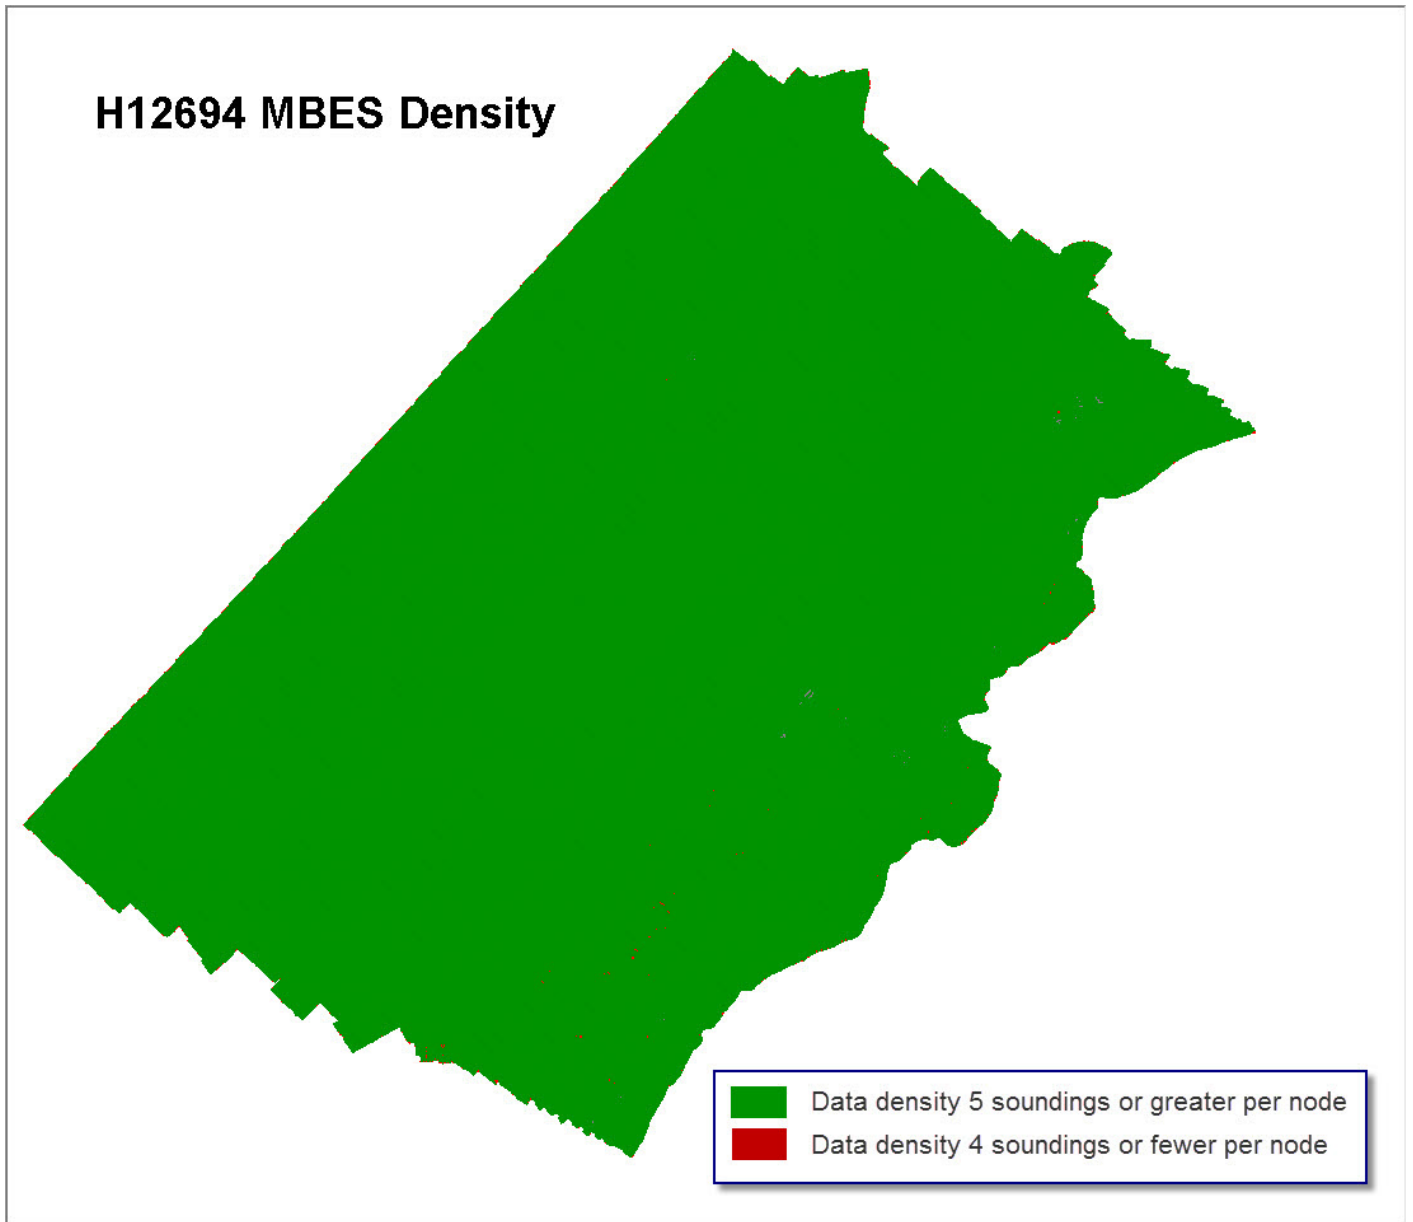 H12694 MBES Density
Data density 5 soundings or greater per node
Data density 4 soundings or fewer per node